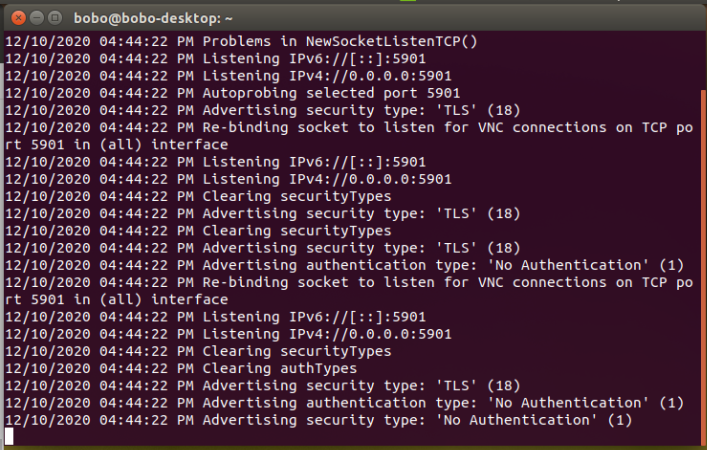 bobo@bobo-desktop: ~
12/10/2020 04:44:22 PM Problems in NewSocketListenTCP()
12/10/2020 04:44:22 PM Listening IPv6://[::]:5901
12/10/2020 04:44:22 PM Listening IPv4://0.0.0.0:5901
12/10/2020 04:44:22 PM Autoprobing selected port 5901
12/10/2020 04:44:22 PM Advertising security type: 'TLS' (18)
12/10/2020 04:44:22 PM Re-binding socket to listen for VNC connections on TCP po
rt 5901 in (all) interface
12/10/2020 04:44:22 PM Listening IPv6://[::]:5901
12/10/2020 04:44:22 PM Listening IPv4://0.0.0.0:5901
12/10/2020 04:44:22 PM Clearing securityTypes
12/10/2020 04:44:22 PM Advertising security type: 'TLS' (18)
12/10/2020 04:44:22 PM Clearing securityTypes
12/10/2020 04:44:22 PM Advertising security type: 'TLS' (18)
12/10/2020 04:44:22 PM Advertising authentication type: 'No Authentication' (1)
12/10/2020 04:44:22 PM Re-binding socket to listen for VNC connections on TCP po
rt 5901 in (all) interface
12/10/2020 04:44:22 PM Listening IPv6://[::]:5901
12/10/2020 04:44:22 PM Listening IPv4://0.0.0.0:5901
12/10/2020 04:44:22 PM Clearing securityTypes
12/10/2020 04:44:22 PM Clearing authTypes
12/10/2020 04:44:22 PM Advertising security type: 'TLS' (18)
12/10/2020 04:44:22 PM Advertising authentication type: 'No Authentication' (1)
12/10/2020 04:44:22 PM Advertising security type: 'No Authentication' (1)